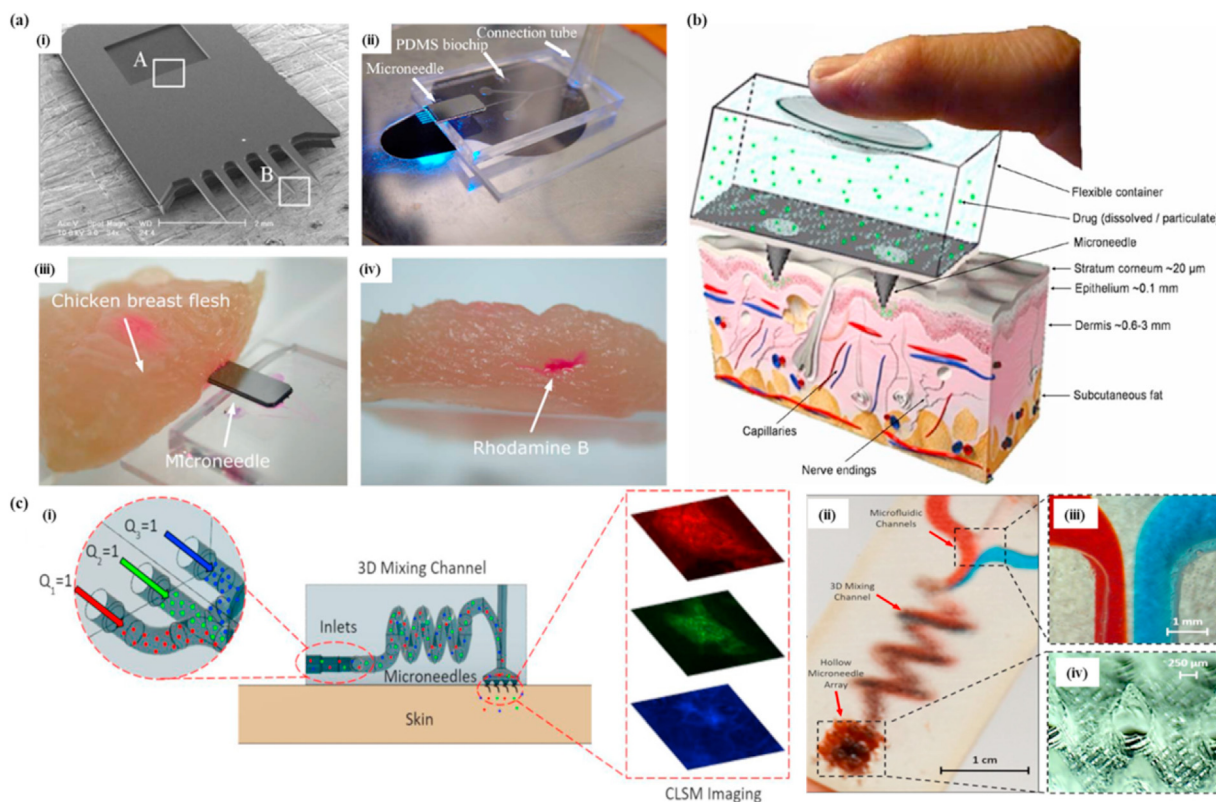 (a)
(i)
A
B
2 mm
(ii)
Connection tube
PDMS biochip
Microneedle
(iii)
Chicken breast flesh
Microneedle
(iv)
Rhodamine B
(b)
Flexible container
Drug (dissolved / particulate)
Microneedle
Stratum corneum ~20 µm
Epithelium ~0.1 mm
Dermis ~0.6-3 mm
Subcutaneous fat
Capillaries
Nerve endings
(c)
(i)
Q₃=1
Q₂=1
Q₁=1
3D Mixing Channel
Inlets
Microneedles
Skin
CLSM Imaging
(ii)
Microfluidic
Channels
3D Mixing
Channel
Hollow
Microneedle
Array
1 cm
(iii)
1 mm
(iv)
250 µm